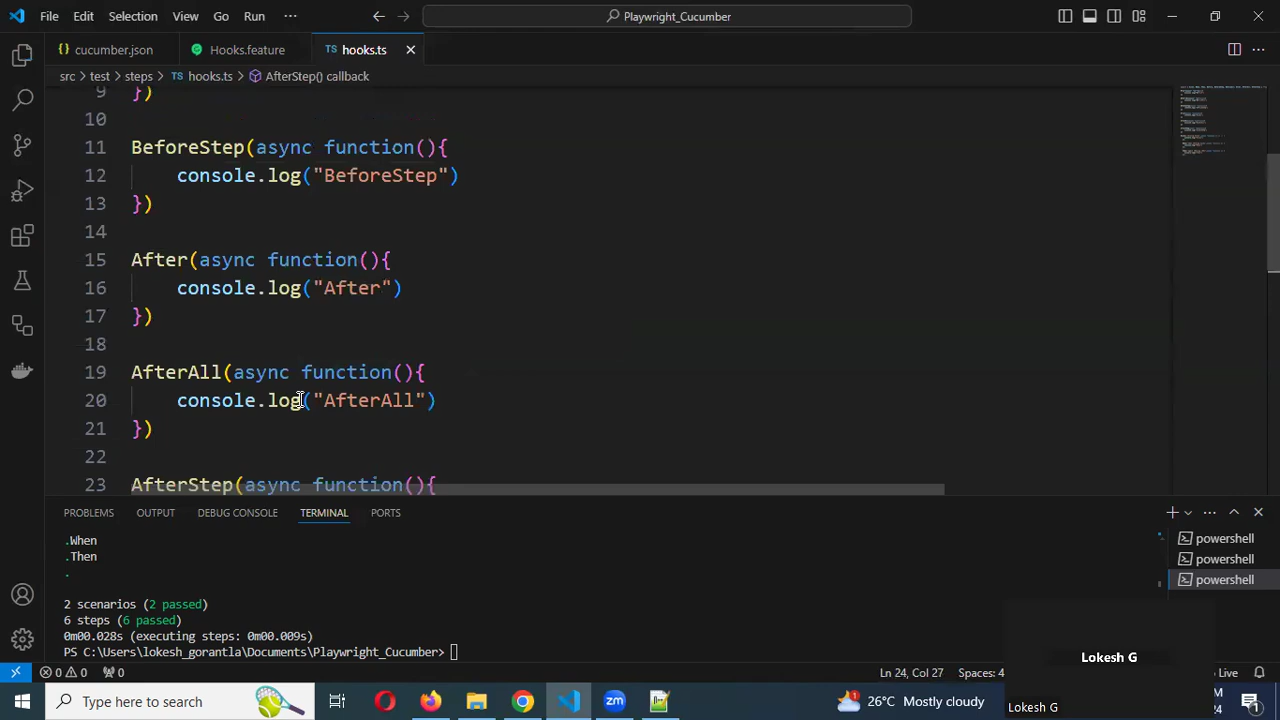 File Edit Selection View Go Run ··· Playwright_Cucumber
cucumber.json Hooks.feature TS hooks.ts
src > test > steps > TS hooks.ts > AfterStep() callback
9 })
10
11 BeforeStep(async function(){
12 console.log("BeforeStep")
13 })
14
15 After(async function(){
16 console.log("After")
17 })
18
19 AfterAll(async function(){
20 console.log("AfterAll")
21 })
22
23 AfterStep(async function(){
PROBLEMS OUTPUT DEBUG CONSOLE TERMINAL PORTS
.When
.Then
.
2 scenarios (2 passed)
6 steps (6 passed)
0m00.028s (executing steps: 0m00.009s)
PS C:\Users\lokesh_gorantla\Documents\Playwright_Cucumber>
powershell
powershell
powershell
Lokesh G
0 0 0 Ln 24, Col 27 Spaces: 4 Live
Type here to search 26°C Mostly cloudy Lokesh G